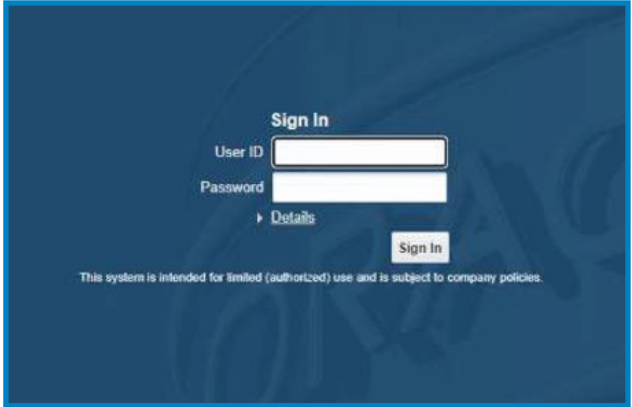 Sign In
User ID
Password
Details
Sign In
This system is intended for limited (authorized) use and is subject to company policies.